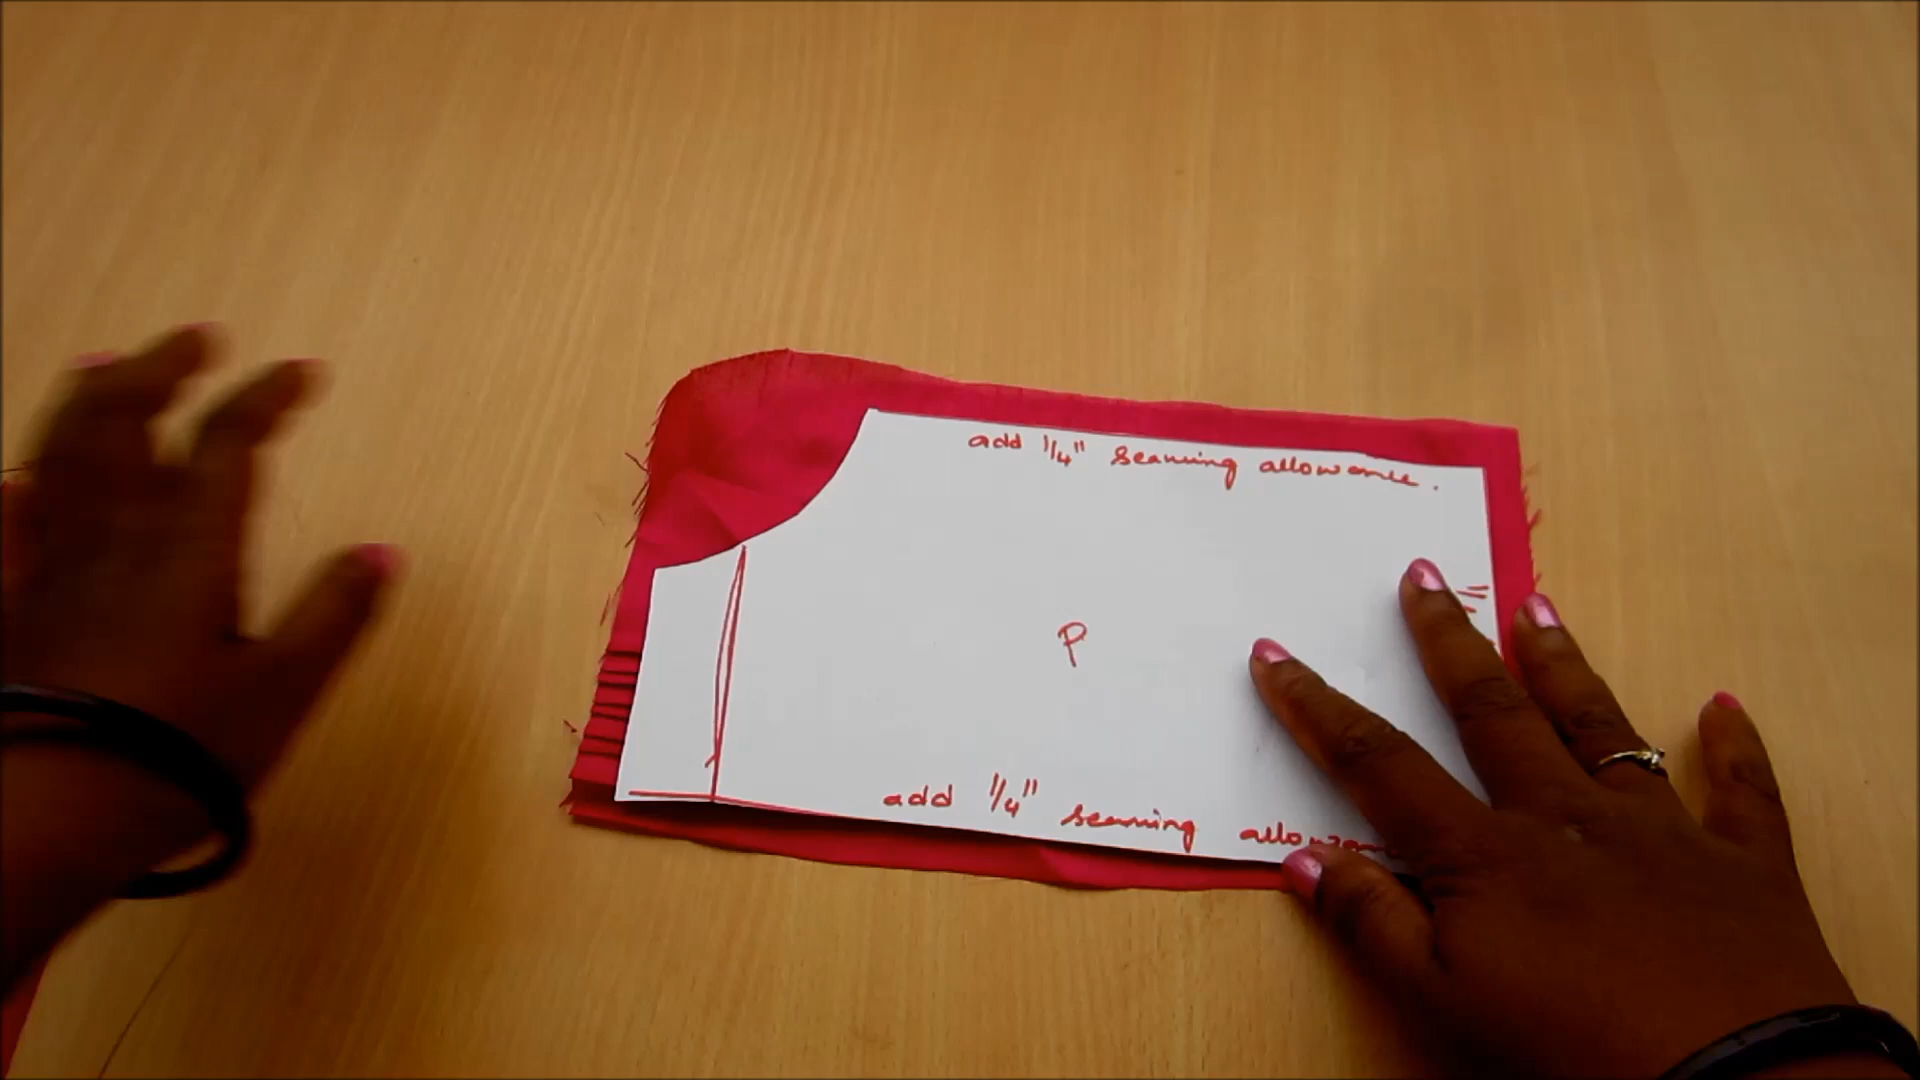 add 1/4" seaming allowance.
P
add 1/4" seaming